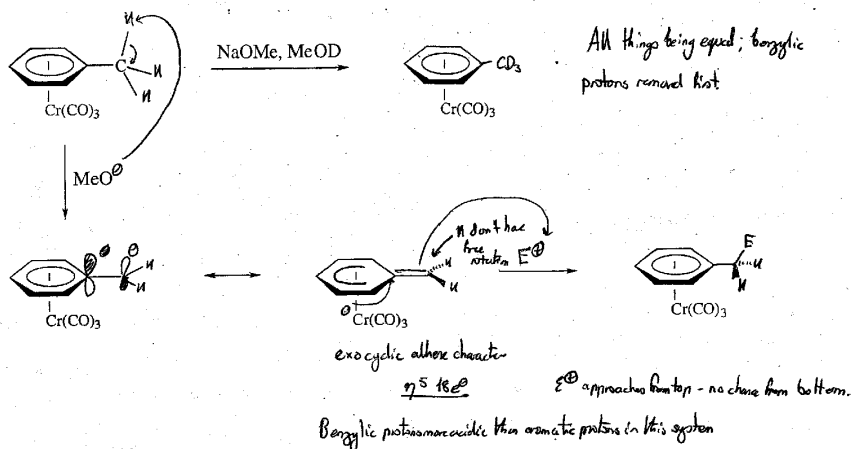 H
C
H
H
Cr(CO)₃
NaOMe, MeOD
CD₃
Cr(CO)₃
All things being equal; benzylic
protons removed first.
MeO⊖
⊖
⊖
H
H
Cr(CO)₃
H don't have
free
rotation
E⊕
H
H
⊖
Cr(CO)₃
E
H
H
Cr(CO)₃
exocyclic alkene character
η⁵ 18e⊖
E⊕ approaches from top - no chance from bottom.
Benzylic protons more acidic than aromatic protons in this system